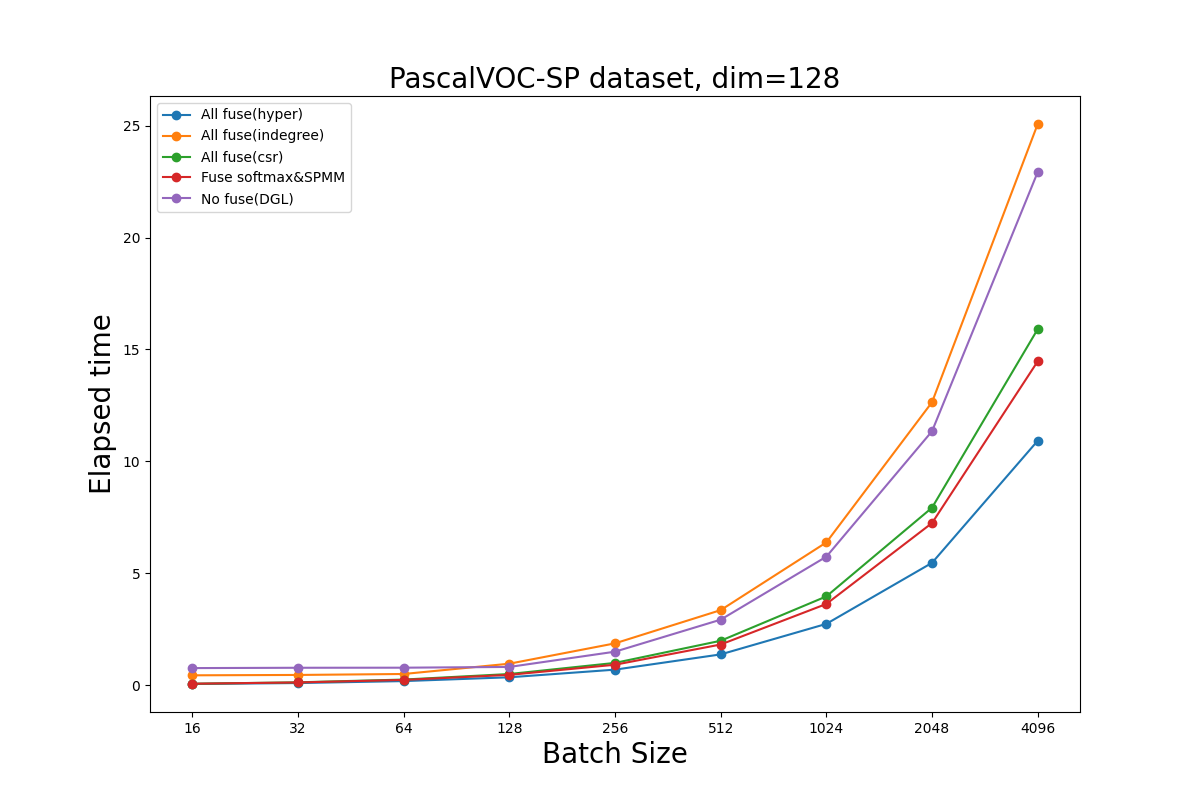 PascalVOC-SP dataset, dim=128
All fuse(hyper)
All fuse(indegree)
All fuse(csr)
Fuse softmax&SPMM
No fuse(DGL)
Elapsed time
25
20
15
10
5
0
16 32 64 128 256 512 1024 2048 4096
Batch Size